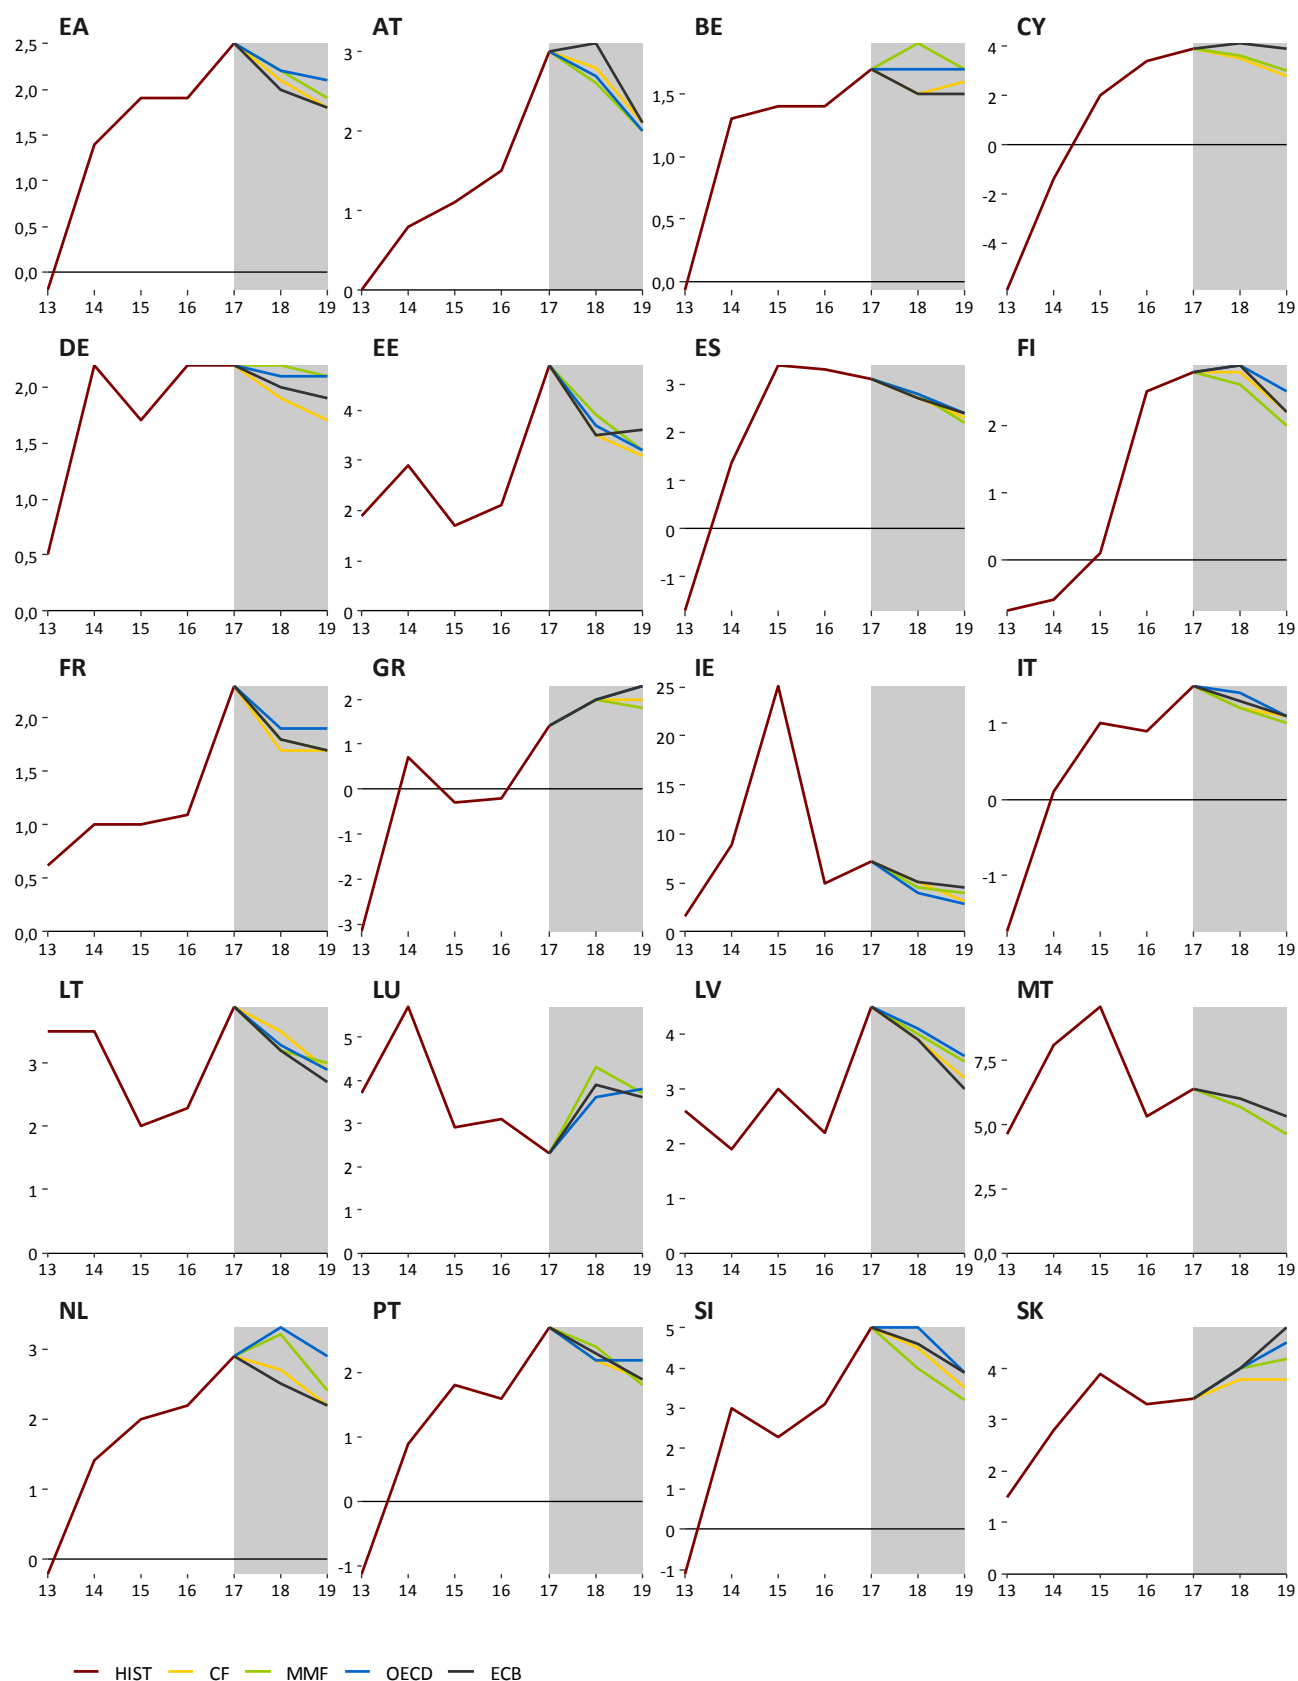 EA AT BE CY
2,5 2,0 1,5 1,0 0,5 0,0
3 2 1 0
1,5 1,0 0,5 0,0
4 2 0 -2 -4
13 14 15 16 17 18 19 13 14 15 16 17 18 19 13 14 15 16 17 18 19 13 14 15 16 17 18 19
DE EE ES FI
2,0 1,5 1,0 0,5 0,0
4 3 2 1 0
3 2 1 0 -1
2 1 0
13 14 15 16 17 18 19 13 14 15 16 17 18 19 13 14 15 16 17 18 19 13 14 15 16 17 18 19
FR GR IE IT
2,0 1,5 1,0 0,5 0,0
2 1 0 -1 -2 -3
25 20 15 10 5 0
1 0 -1
13 14 15 16 17 18 19 13 14 15 16 17 18 19 13 14 15 16 17 18 19 13 14 15 16 17 18 19
LT LU LV MT
3 2 1 0
5 4 3 2 1 0
4 3 2 1 0
7,5 5,0 2,5 0,0
13 14 15 16 17 18 19 13 14 15 16 17 18 19 13 14 15 16 17 18 19 13 14 15 16 17 18 19
NL PT SI SK
3 2 1 0
2 1 0 -1
5 4 3 2 1 0 -1
4 3 2 1 0
13 14 15 16 17 18 19 13 14 15 16 17 18 19 13 14 15 16 17 18 19 13 14 15 16 17 18 19
HIST CF MMF OECD ECB